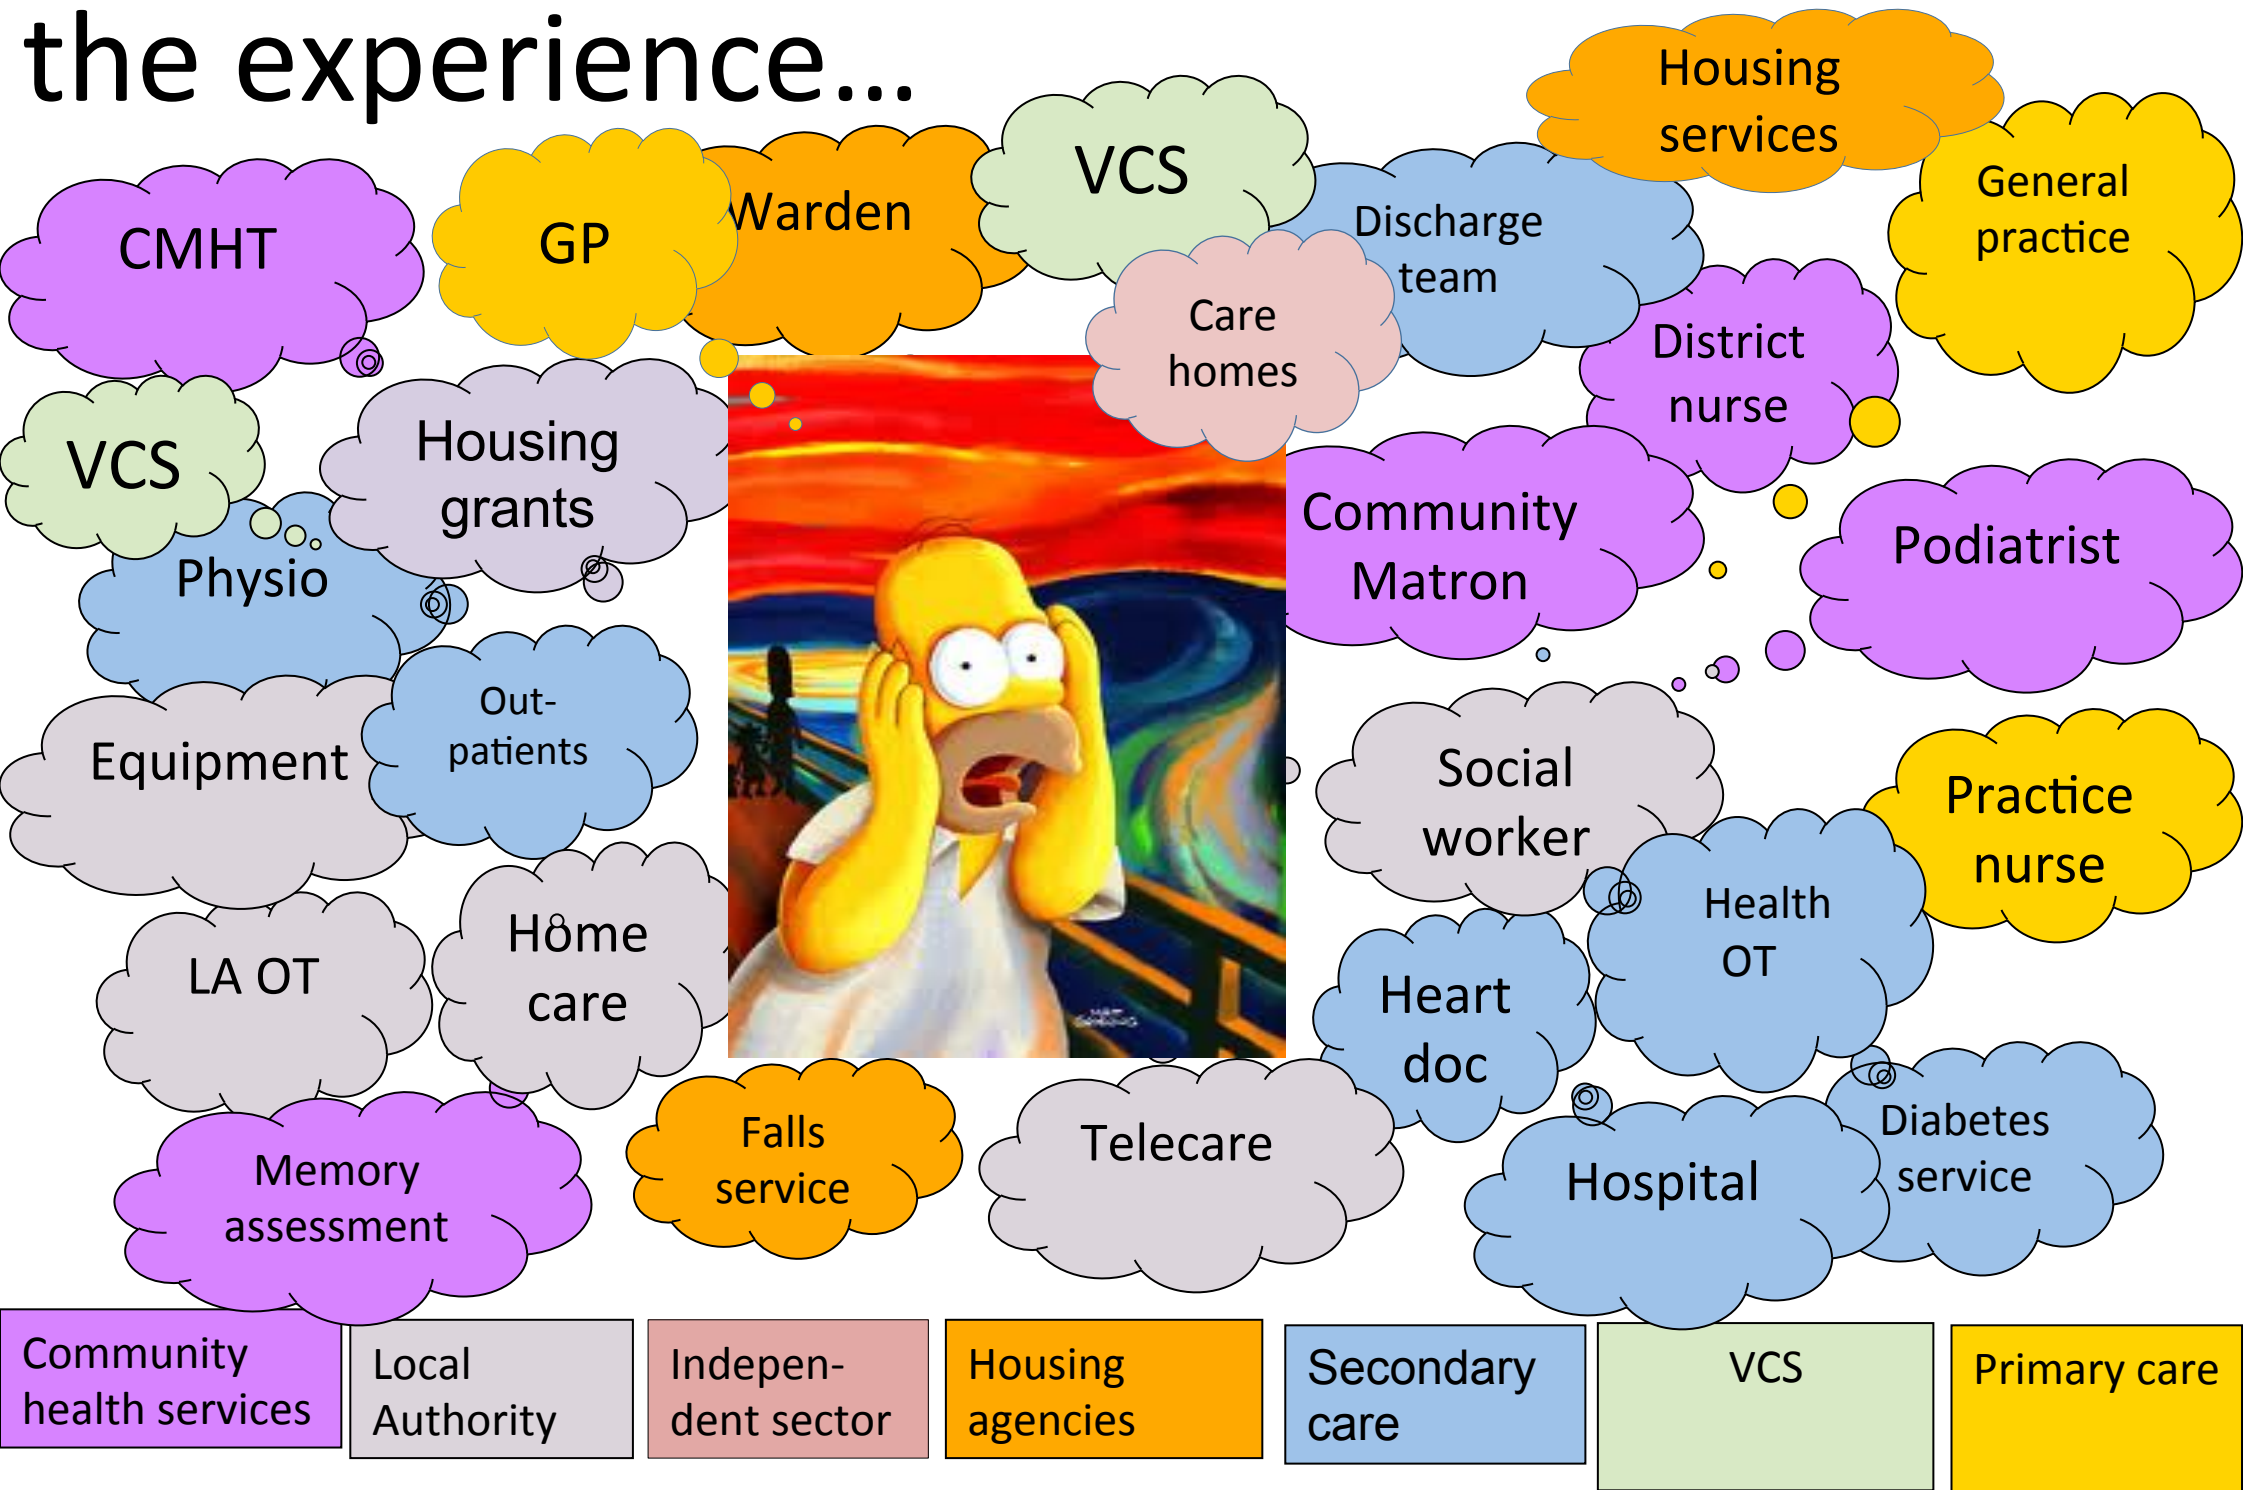 the experience...
Housing
services
VCS
General
practice
CMHT
GP
Warden
Discharge
team
Care
homes
District
nurse
VCS
Housing
grants
Community
Matron
Podiatrist
Physio
Out-
patients
Equipment
Social
worker
Practice
nurse
Health
OT
LA OT
Home
care
Heart
doc
Memory
assessment
Falls
service
Telecare
Hospital
Diabetes
service
Community
health services
Local
Authority
Indepen-
dent sector
Housing
agencies
Secondary
care
VCS
Primary care